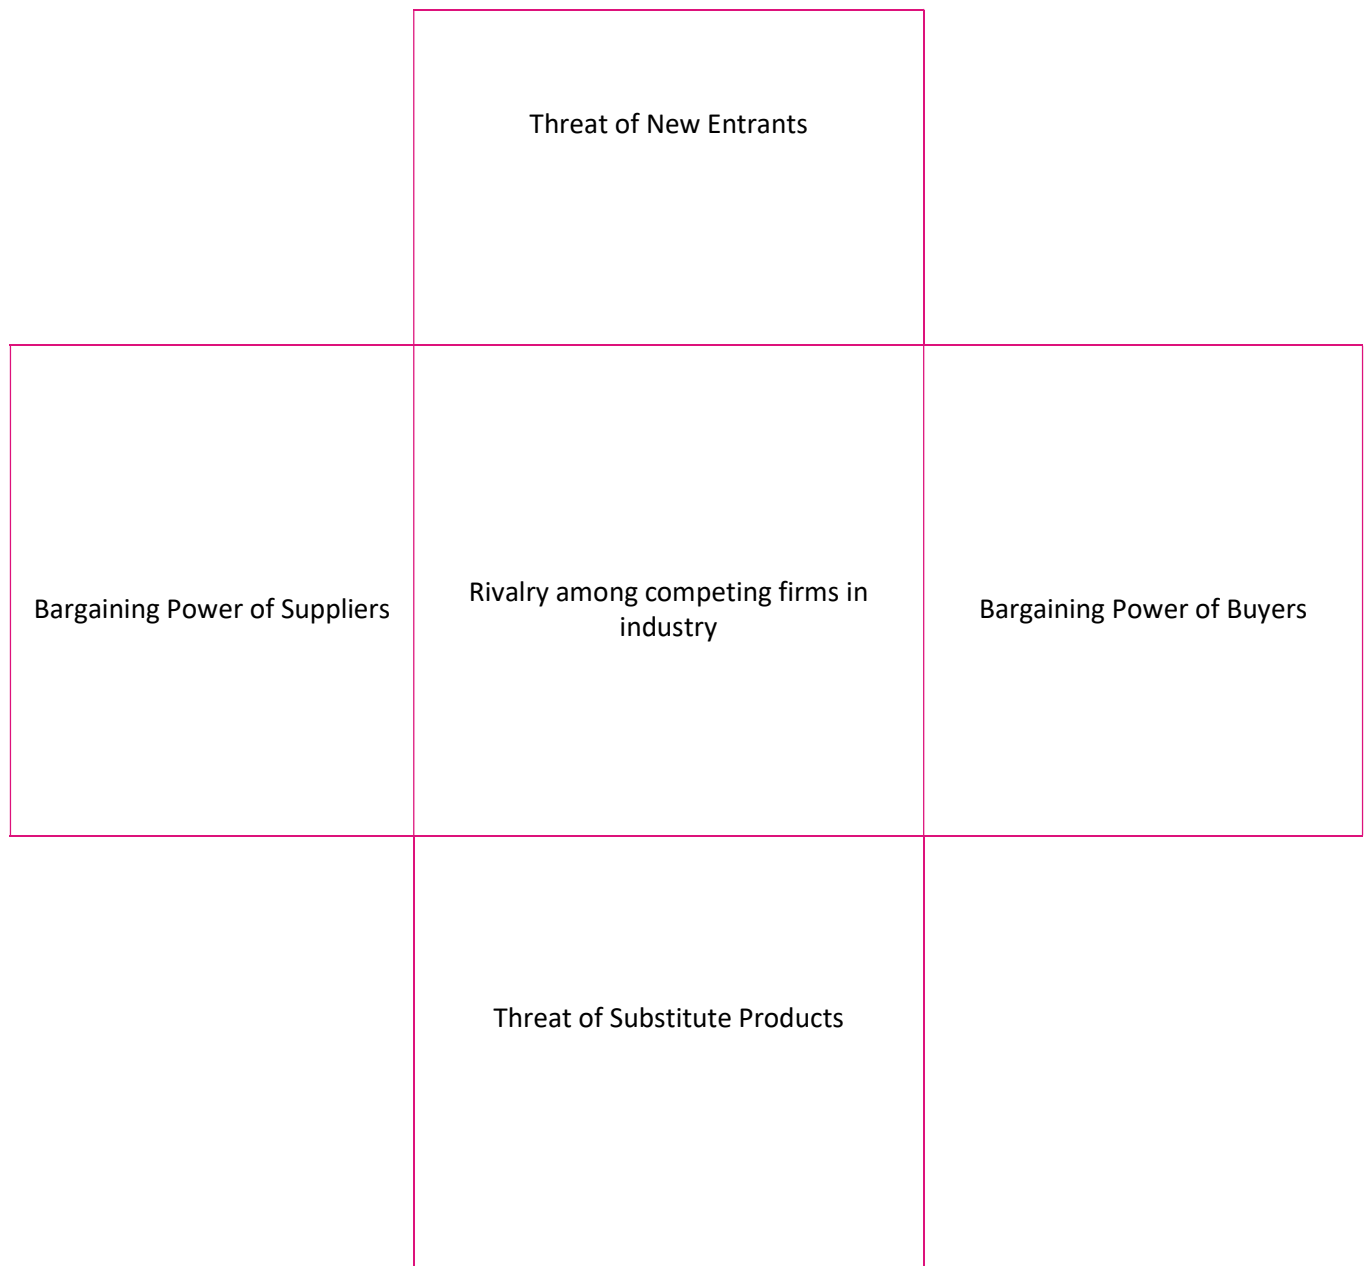 Threat of New Entrants
Bargaining Power of Suppliers
Rivalry among competing firms in
industry
Bargaining Power of Buyers
Threat of Substitute Products